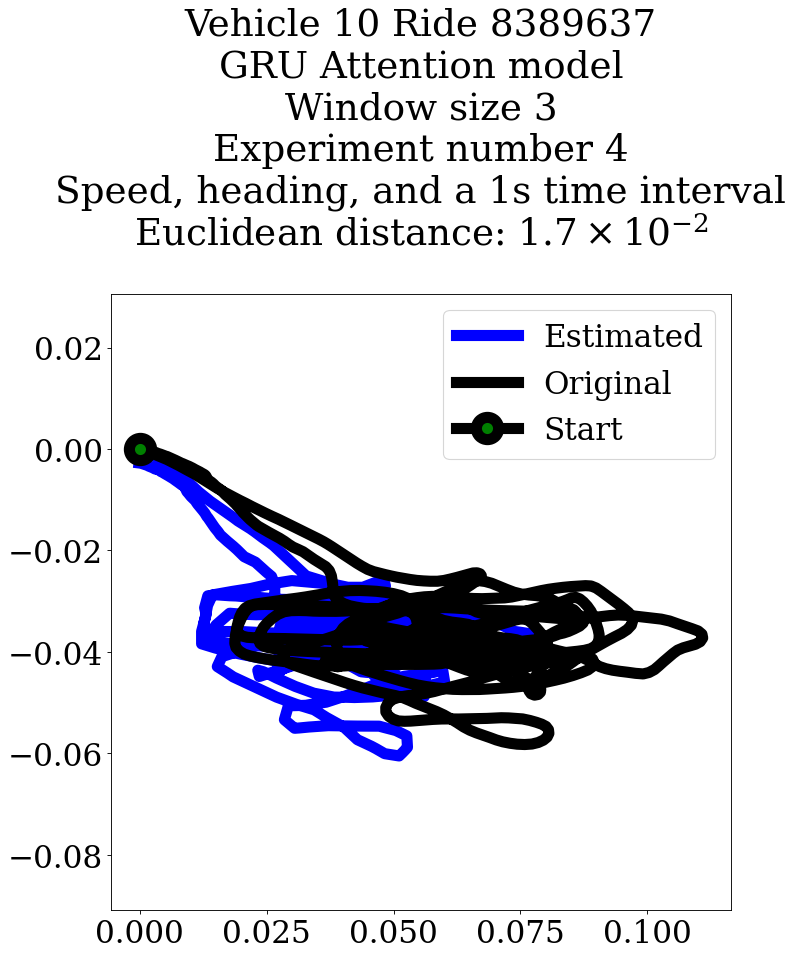 Vehicle 10 Ride 8389637
GRU Attention model
Window size 3
Experiment number 4
Speed, heading, and a 1s time interval
Euclidean distance: 1.7 × 10⁻²
Estimated
Original
Start
0.02
0.00
−0.02
−0.04
−0.06
−0.08
0.000 0.025 0.050 0.075 0.100